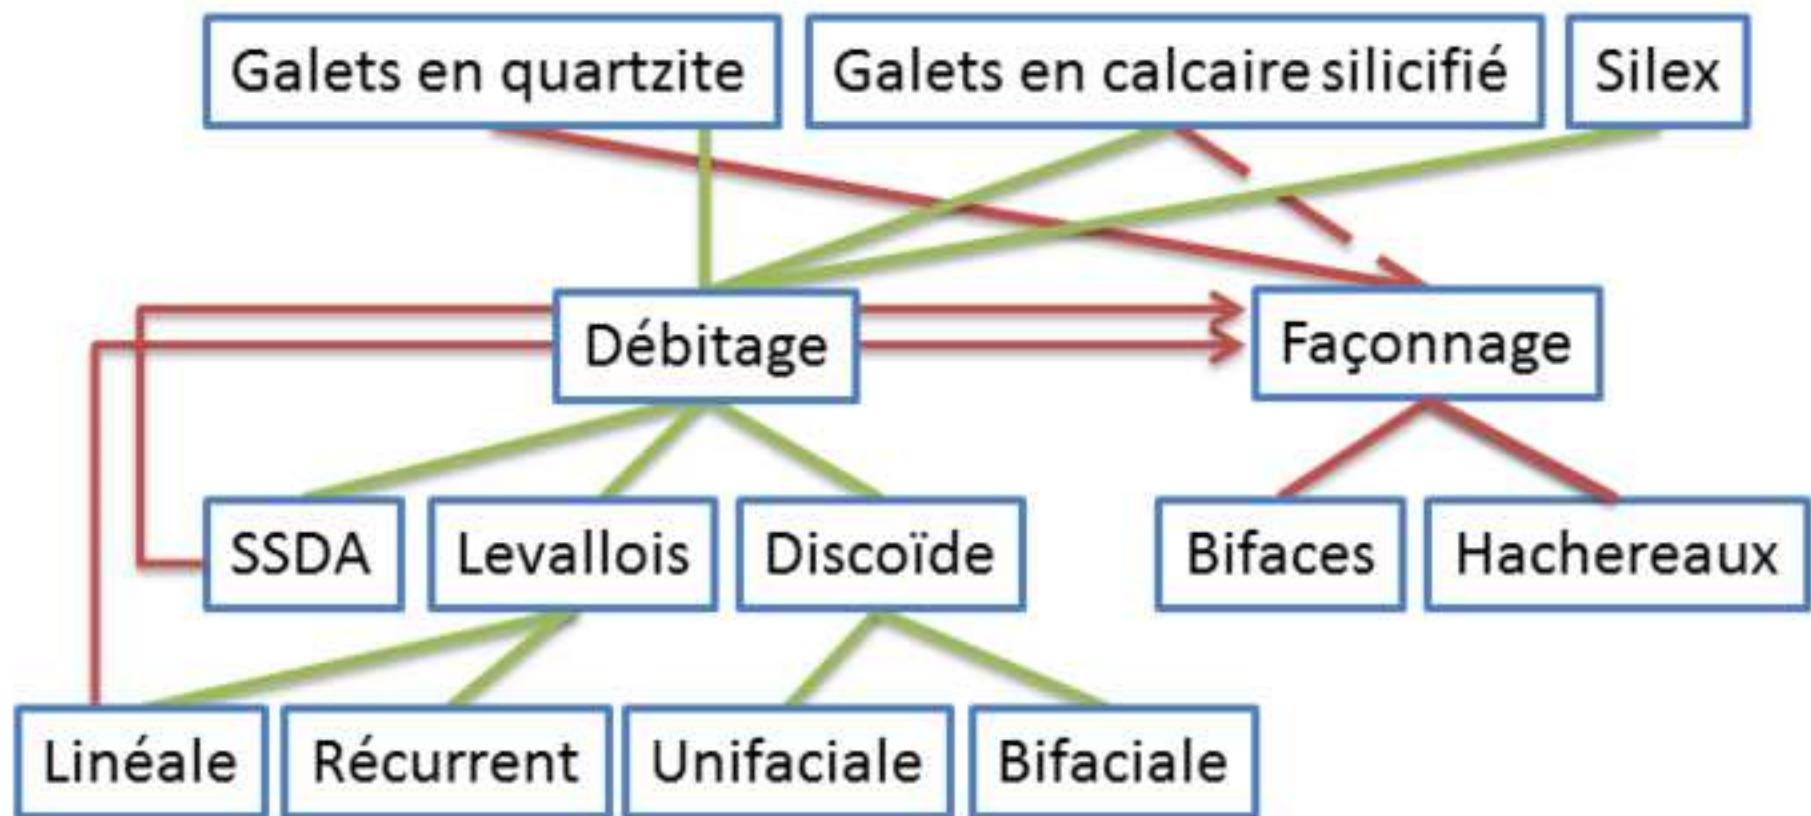 Galets en quartzite
Galets en calcaire silicifié
Silex
Débitage
Façonnage
SSDA
Levallois
Discoïde
Bifaces
Hachereaux
Linéale
Récurrent
Unifaciale
Bifaciale